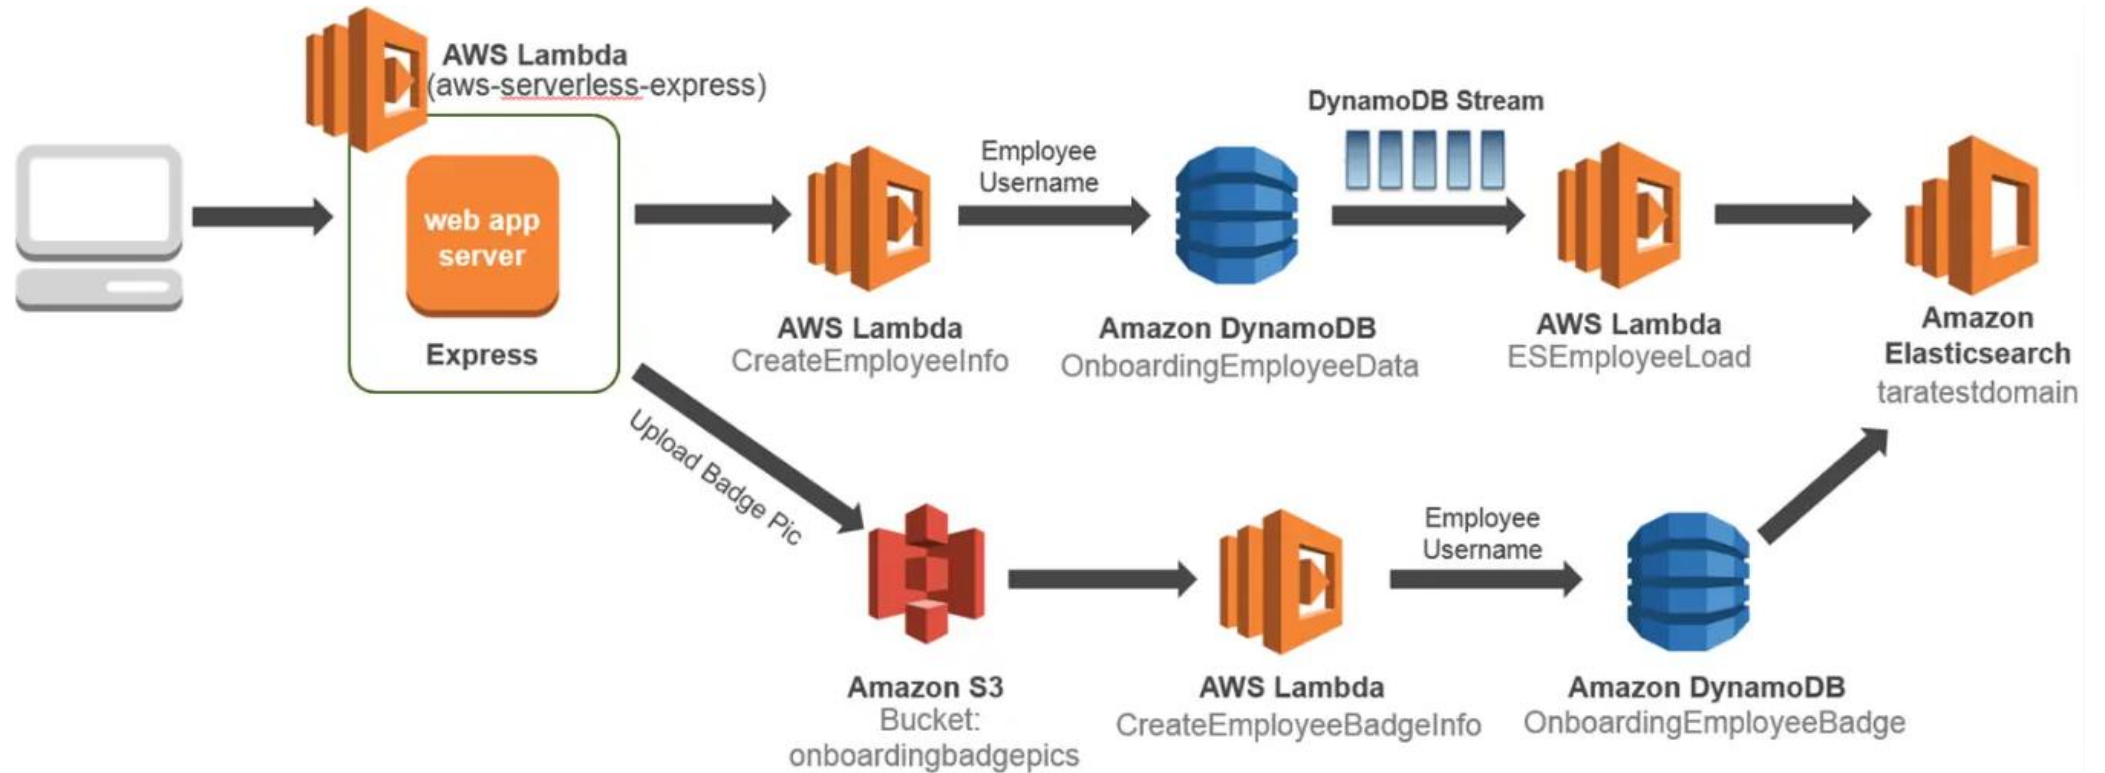 AWS Lambda
(aws-serverless-express)
web app
server
Express
AWS Lambda
CreateEmployeeInfo
Employee
Username
Amazon DynamoDB
OnboardingEmployeeData
DynamoDB Stream
AWS Lambda
ESEmployeeLoad
Amazon
Elasticsearch
taratestdomain
Upload Badge Pic
Amazon S3
Bucket:
onboardingbadgepics
AWS Lambda
CreateEmployeeBadgeInfo
Employee
Username
Amazon DynamoDB
OnboardingEmployeeBadge